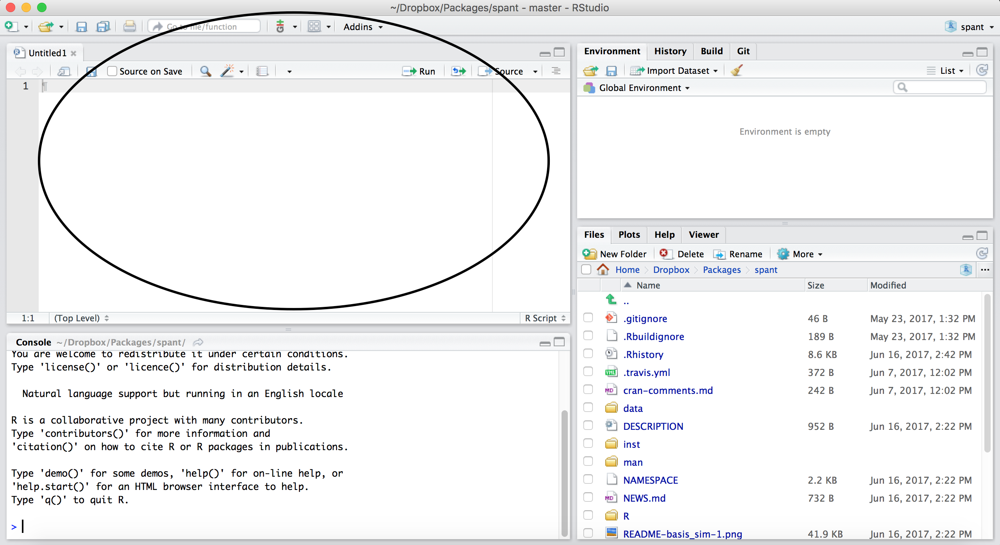 ~/Dropbox/Packages/spant - master - RStudio
Go to file/function
Addins
spant
Untitled1
Source on Save
Run
Source
1
¶
1:1
(Top Level)
R Script
Console ~/Dropbox/Packages/spant/
You are welcome to redistribute it under certain conditions.
Type 'license()' or 'licence()' for distribution details.
Natural language support but running in an English locale
R is a collaborative project with many contributors.
Type 'contributors()' for more information and
'citation()' on how to cite R or R packages in publications.
Type 'demo()' for some demos, 'help()' for on-line help, or
'help.start()' for an HTML browser interface to help.
Type 'q()' to quit R.
>
Environment History Build Git
Import Dataset
List
Global Environment
Environment is empty
Files Plots Help Viewer
New Folder Delete Rename More
Home Dropbox Packages spant
...
Name Size Modified
..
.gitignore 46 B May 23, 2017, 1:32 PM
.Rbuildignore 189 B May 23, 2017, 1:32 PM
.Rhistory 8.6 KB Jun 16, 2017, 2:42 PM
.travis.yml 372 B Jun 7, 2017, 12:02 PM
cran-comments.md 242 B Jun 7, 2017, 12:02 PM
data
DESCRIPTION 952 B Jun 16, 2017, 2:22 PM
inst
man
NAMESPACE 2.2 KB Jun 16, 2017, 2:22 PM
NEWS.md 732 B Jun 16, 2017, 2:22 PM
R
README-basis_sim-1.png 41.9 KB Jun 16, 2017, 2:22 PM